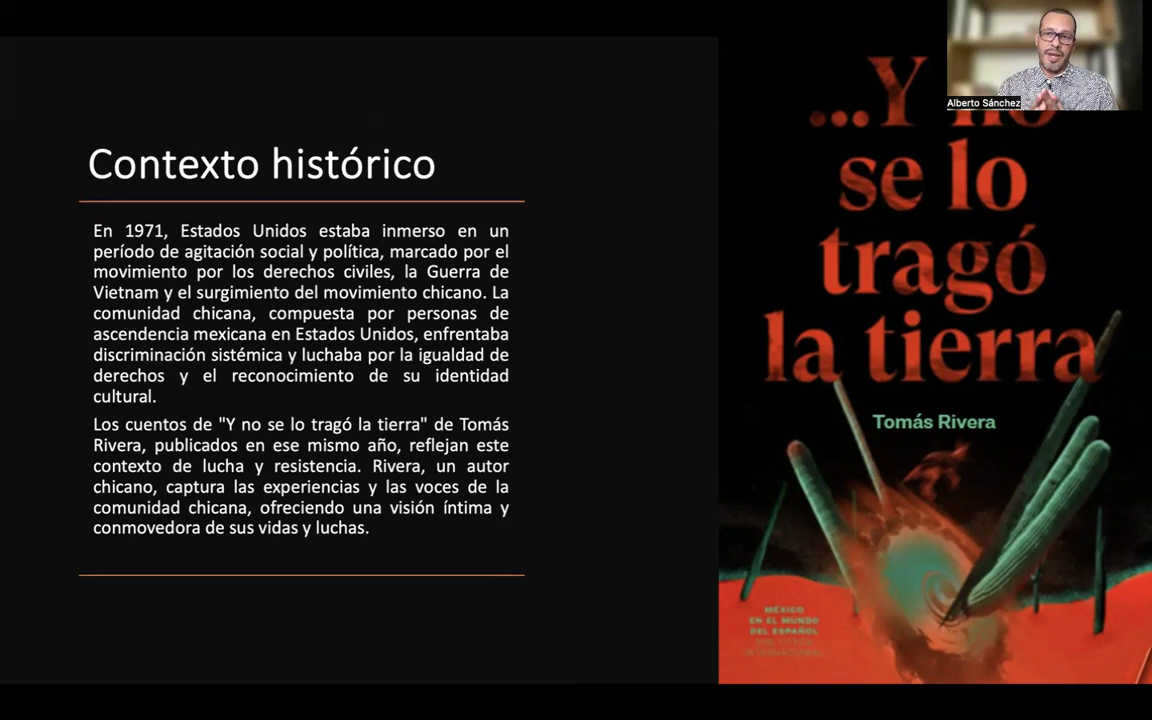 Contexto histórico
En 1971, Estados Unidos estaba inmerso en un
período de agitación social y política, marcado por el
movimiento por los derechos civiles, la Guerra de
Vietnam y el surgimiento del movimiento chicano. La
comunidad chicana, compuesta por personas de
ascendencia mexicana en Estados Unidos, enfrentaba
discriminación sistémica y luchaba por la igualdad de
derechos y el reconocimiento de su identidad
cultural.
Los cuentos de "Y no se lo tragó la tierra" de Tomás
Rivera, publicados en ese mismo año, reflejan este
contexto de lucha y resistencia. Rivera, un autor
chicano, captura las experiencias y las voces de la
comunidad chicana, ofreciendo una visión íntima y
conmovedora de sus vidas y luchas.
...Y no
se lo
tragó
la tierra
Tomás Rivera
MÉXICO
EN EL MUNDO
DEL ESPAÑOL
Alberto Sánchez